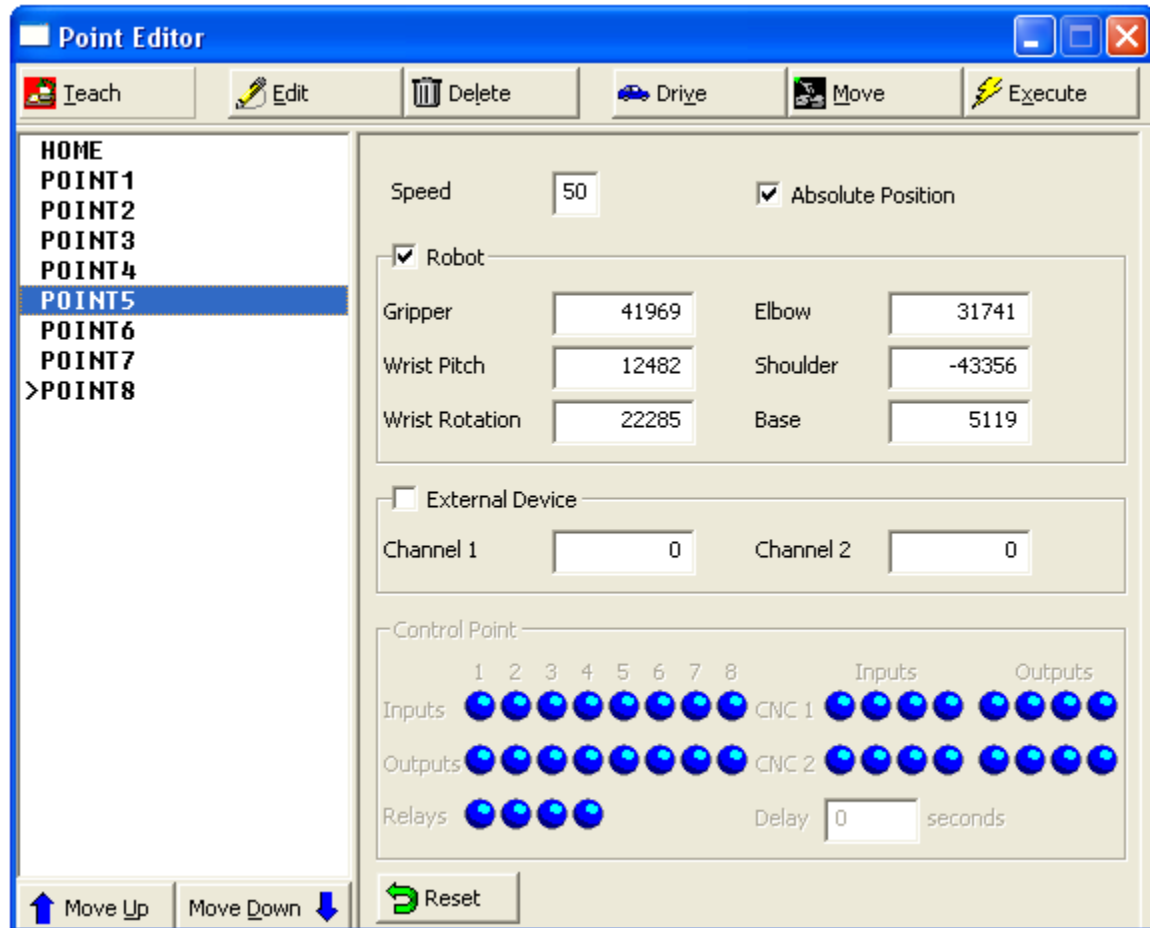 Point Editor
Teach Edit Delete Drive Move Execute
HOME
POINT1
POINT2
POINT3
POINT4
POINT5
POINT6
POINT7
>POINT8
Speed 50 Absolute Position
Robot
Gripper 41969 Elbow 31741
Wrist Pitch 12482 Shoulder -43356
Wrist Rotation 22285 Base 5119
External Device
Channel 1 0 Channel 2 0
Control Point
1 2 3 4 5 6 7 8 Inputs Outputs
Inputs CNC 1
Outputs CNC 2
Relays Delay 0 seconds
Move Up Move Down Reset